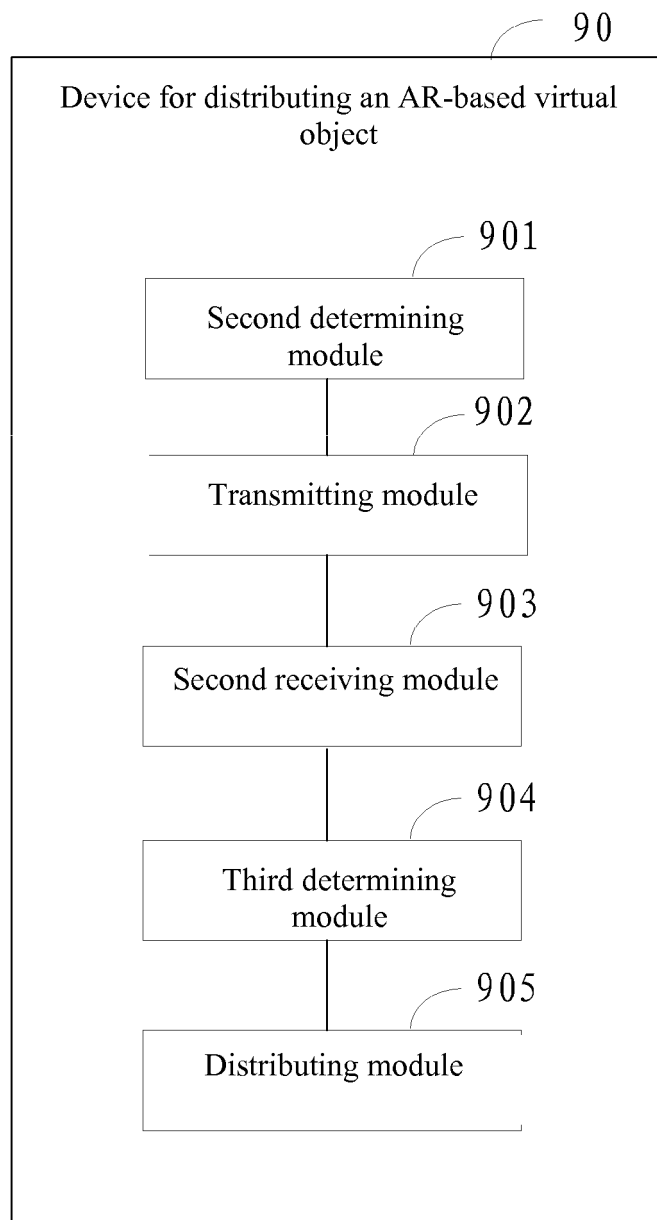 90
Device for distributing an AR-based virtual
object
901
Second determining
module
902
Transmitting module
903
Second receiving module
904
Third determining
module
905
Distributing module